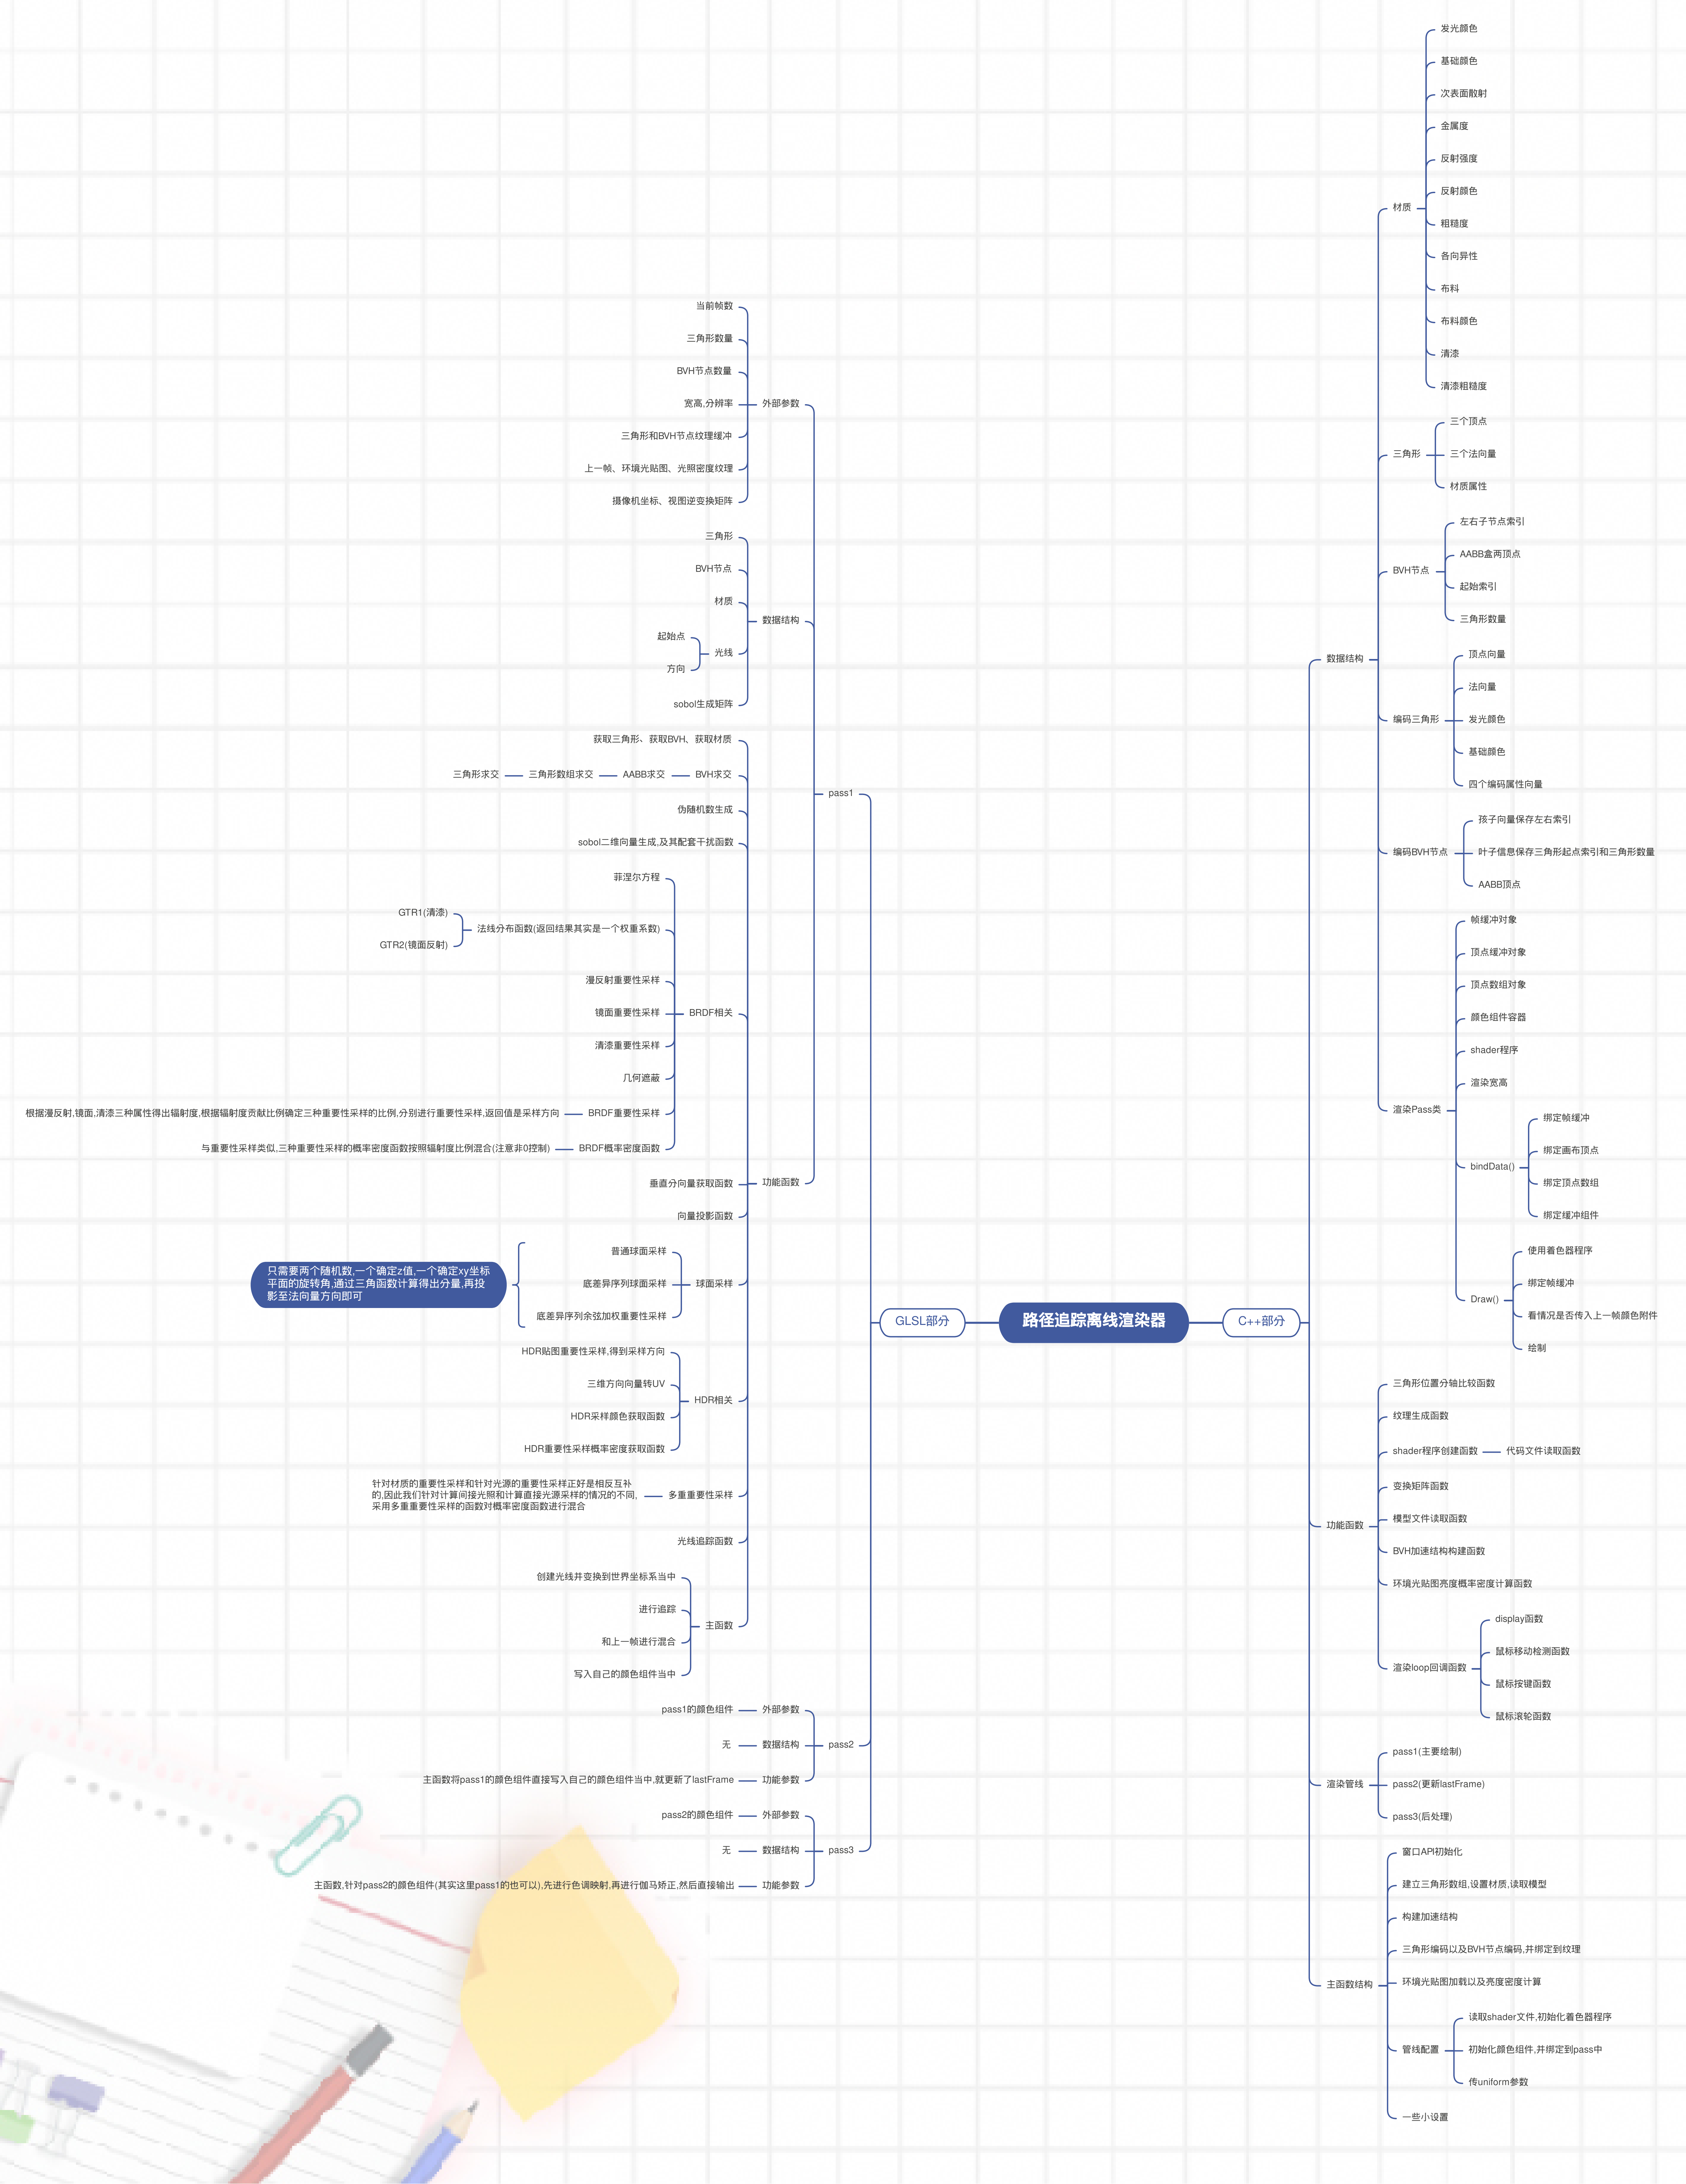 路径追踪离线渲染器
C++部分
数据结构
材质
发光颜色
基础颜色
次表面散射
金属度
反射强度
反射颜色
粗糙度
各向异性
布料
布料颜色
清漆
清漆粗糙度
三角形
三个顶点
三个法向量
材质属性
BVH节点
左右子节点索引
AABB盒两顶点
起始索引
三角形数量
编码三角形
顶点向量
法向量
发光颜色
基础颜色
四个编码属性向量
编码BVH节点
孩子向量保存左右索引
叶子信息保存三角形起点索引和三角形数量
AABB顶点
渲染Pass类
帧缓冲对象
顶点缓冲对象
顶点数组对象
颜色组件容器
shader程序
渲染宽高
bindData()
绑定帧缓冲
绑定画布顶点
绑定顶点数组
绑定缓冲组件
Draw()
使用着色器程序
绑定帧缓冲
看情况是否传入上一帧颜色附件
绘制
功能函数
三角形位置分轴比较函数
纹理生成函数
shader程序创建函数
代码文件读取函数
变换矩阵函数
模型文件读取函数
BVH加速结构构建函数
环境光贴图亮度概率密度计算函数
渲染loop回调函数
display函数
鼠标移动检测函数
鼠标按键函数
鼠标滚轮函数
渲染管线
pass1(主要绘制)
pass2(更新lastFrame)
pass3(后处理)
主函数结构
窗口API初始化
建立三角形数组,设置材质,读取模型
构建加速结构
三角形编码以及BVH节点编码,并绑定到纹理
环境光贴图加载以及亮度密度计算
管线配置
读取shader文件,初始化着色器程序
初始化颜色组件,并绑定到pass中
传uniform参数
一些小设置
GLSL部分
pass1
外部参数
当前帧数
三角形数量
BVH节点数量
宽高,分辨率
三角形和BVH节点纹理缓冲
上一帧、环境光贴图、光照密度纹理
摄像机坐标、视图逆变换矩阵
数据结构
三角形
BVH节点
材质
光线
起始点
方向
sobol生成矩阵
功能函数
获取三角形、获取BVH、获取材质
BVH求交
AABB求交
三角形数组求交
三角形求交
伪随机数生成
sobol二维向量生成,及其配套干扰函数
BRDF相关
菲涅尔方程
法线分布函数(返回结果其实是一个权重系数)
GTR1(清漆)
GTR2(镜面反射)
漫反射重要性采样
镜面重要性采样
清漆重要性采样
几何遮蔽
BRDF重要性采样
根据漫反射,镜面,清漆三种属性得出辐射度,根据辐射度贡献比例确定三种重要性采样的比例,分别进行重要性采样,返回值是采样方向
BRDF概率密度函数
与重要性采样类似,三种重要性采样的概率密度函数按照辐射度比例混合(注意非0控制)
垂直分向量获取函数
向量投影函数
球面采样
普通球面采样
底差异序列球面采样
底差异序列余弦加权重要性采样
只需要两个随机数,一个确定z值,一个确定xy坐标
平面的旋转角,通过三角函数计算得出分量,再投
影至法向量方向即可
HDR相关
HDR贴图重要性采样,得到采样方向
三维方向向量转UV
HDR采样颜色获取函数
HDR重要性采样概率密度获取函数
多重重要性采样
针对材质的重要性采样和针对光源的重要性采样正好是相反互补
的,因此我们针对计算间接光照和计算直接光源采样的情况的不同,
采用多重重要性采样的函数对概率密度函数进行混合
光线追踪函数
主函数
创建光线并变换到世界坐标系当中
进行追踪
和上一帧进行混合
写入自己的颜色组件当中
pass2
外部参数
pass1的颜色组件
数据结构
无
功能参数
主函数将pass1的颜色组件直接写入自己的颜色组件当中,就更新了lastFrame
pass3
外部参数
pass2的颜色组件
数据结构
无
功能参数
主函数,针对pass2的颜色组件(其实这里pass1的也可以),先进行色调映射,再进行伽马矫正,然后直接输出